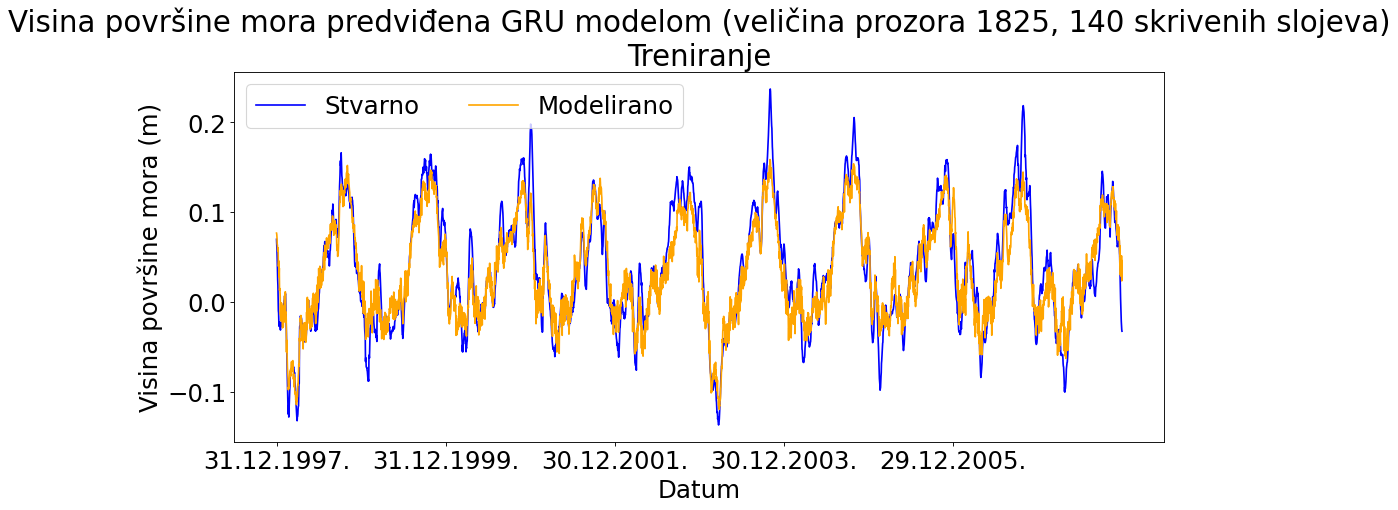 Visina površine mora predviđena GRU modelom (veličina prozora 1825, 140 skrivenih slojeva)
Treniranje
Stvarno
Modelirano
Visina površine mora (m)
0.2
0.1
0.0
−0.1
31.12.1997.
31.12.1999.
30.12.2001.
30.12.2003.
29.12.2005.
Datum